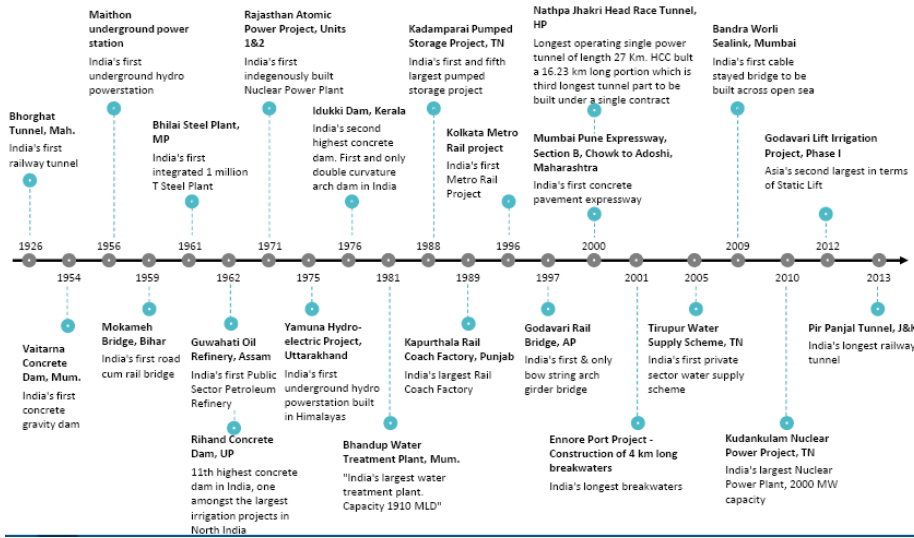 Maithon
underground power
station
India's first
underground hydro
powerstation
Rajasthan Atomic
Power Project, Units
1&2
India's first
indegenously built
Nuclear Power Plant
Kadamparai Pumped
Storage Project, TN
India's first and fifth
largest pumped
storage project
Nathpa Jhakri Head Race Tunnel,
HP
Longest operating single power
tunnel of length 27 Km. HCC bult
a 16.23 km long portion which is
third longest tunnel part to be
built under a single contract
Bandra Worli
Sealink, Mumbai
India's first cable
stayed bridge to be
built across open sea
Bhorghat
Tunnel, Mah.
India's first
railway tunnel
Bhilai Steel Plant,
MP
India's first
integrated 1 million
T Steel Plant
Idukki Dam, Kerala
India's second
highest concrete
dam. First and only
double curvature
arch dam in India
Kolkata Metro
Rail project
India's first
Metro Rail
Project
Mumbai Pune Expressway,
Section B, Chowk to Adoshi,
Maharashtra
India's first concrete
pavement expressway
Godavari Lift Irrigation
Project, Phase I
Asia's second largest in terms
of Static Lift
1926 1956 1961 1971 1976 1988 1996 2000 2009 2012
1954 1959 1962 1975 1981 1989 1997 2001 2005 2010 2013
Vaitarna
Concrete
Dam, Mum.
India's first
concrete
gravity dam
Mokameh
Bridge, Bihar
India's first road
cum rail bridge
Guwahati Oil
Refinery, Assam
India's first Public
Sector Petroleum
Refinery
Rihand Concrete
Dam, UP
11th highest concrete
dam in India, one
amongst the largest
irrigation projects in
North India
Yamuna Hydro-
electric Project,
Uttarakhand
India's first
underground hydro
powerstation built
in Himalayas
Bhandup Water
Treatment Plant, Mum.
"India's largest water
treatment plant.
Capacity 1910 MLD"
Kapurthala Rail
Coach Factory, Punjab
India's largest Rail
Coach Factory
Godavari Rail
Bridge, AP
India's first & only
bow string arch
girder bridge
Ennore Port Project -
Construction of 4 km long
breakwaters
India's longest breakwaters
Tirupur Water
Supply Scheme, TN
India's first private
sector water supply
scheme
Kudankulam Nuclear
Power Project, TN
India's largest Nuclear
Power Plant, 2000 MW
capacity
Pir Panjal Tunnel, J&K
India's longest railway
tunnel